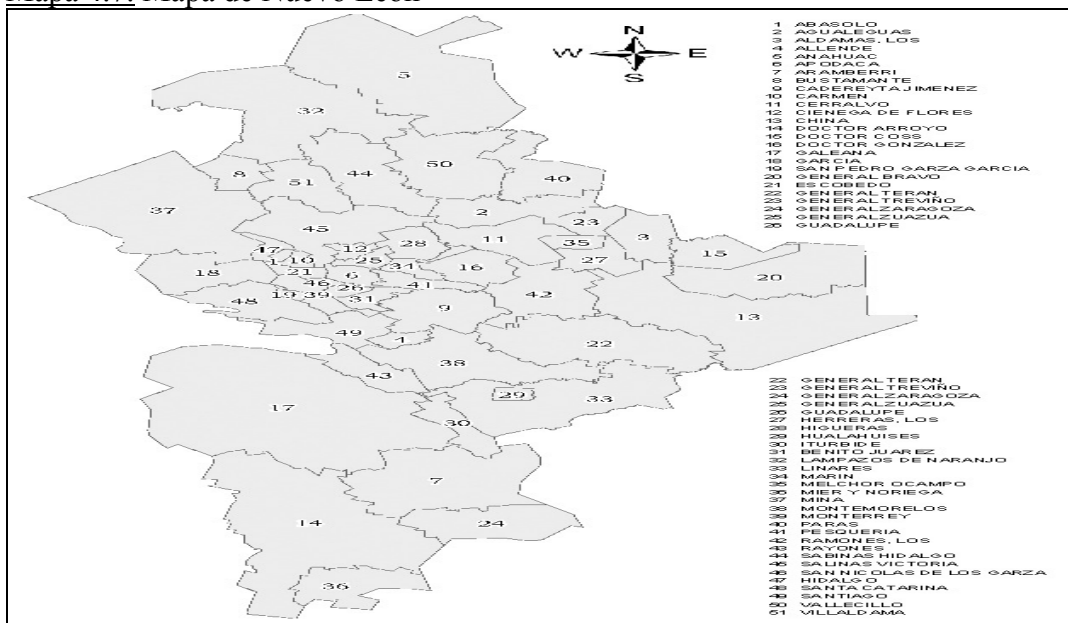 Mapa 4.7. Mapa de Nuevo León
N
W E
S
1 ABASOLO
2 AGUALEGUAS
3 ALDAMAS, LOS
4 ALLENDE
5 ANAHUAC
6 APODACA
7 ARAMBERRI
8 BUSTAMANTE
9 CADEREYTA JIMENEZ
10 CARMEN
11 CERRALVO
12 CIENEGA DE FLORES
13 CHINA
14 DOCTOR ARROYO
15 DOCTOR COSS
16 DOCTOR GONZALEZ
17 GALEANA
18 GARCIA
19 SAN PEDRO GARZA GARCIA
20 GENERAL BRAVO
21 ESCOBEDO
22 GENERAL TERAN
23 GENERAL TREVIÑO
24 GENERAL ZARAGOZA
25 GENERAL ZUAZUA
26 GUADALUPE
5
32
50
8
51
44
40
37
2
45
23
3
28
11
35
47
12
15
1
10
25
27
18
21
6
34
16
20
46
41
19
39
26
42
48
31
9
13
49
1
22
38
43
29
33
17
30
7
14
24
36
22 GENERAL TERAN
23 GENERAL TREVIÑO
24 GENERAL ZARAGOZA
25 GENERAL ZUAZUA
26 GUADALUPE
27 HERRERAS, LOS
28 HIGUERAS
29 HUALAHUISES
30 ITURBIDE
31 BENITO JUAREZ
32 LAMPAZOS DE NARANJO
33 LINARES
34 MARIN
35 MELCHOR OCAMPO
36 MIER Y NORIEGA
37 MINA
38 MONTEMORELOS
39 MONTERREY
40 PARAS
41 PESQUERIA
42 RAMONES, LOS
43 RAYONES
44 SABINAS HIDALGO
45 SALINAS VICTORIA
46 SAN NICOLAS DE LOS GARZA
47 HIDALGO
48 SANTA CATARINA
49 SANTIAGO
50 VALLECILLO
51 VILLALDAMA